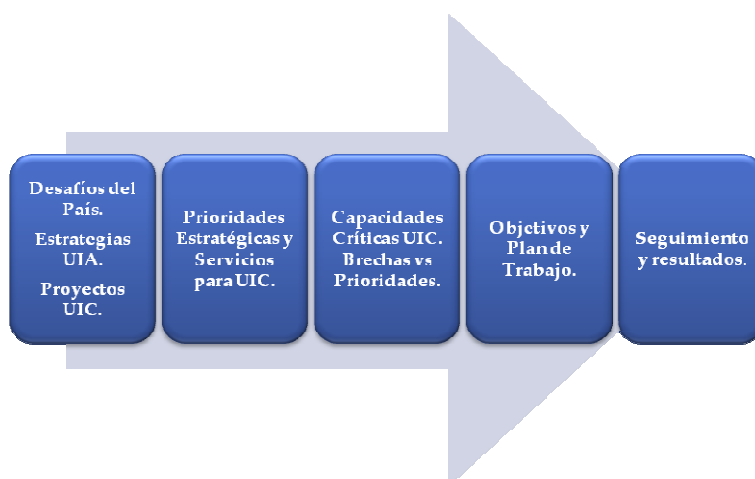 Desafíos del
País.
Estrategias
UIA.
Proyectos
UIC.
Prioridades
Estratégicas y
Servicios
para UIC.
Capacidades
Críticas UIC.
Brechas vs
Prioridades.
Objetivos y
Plan de
Trabajo.
Seguimiento
y resultados.